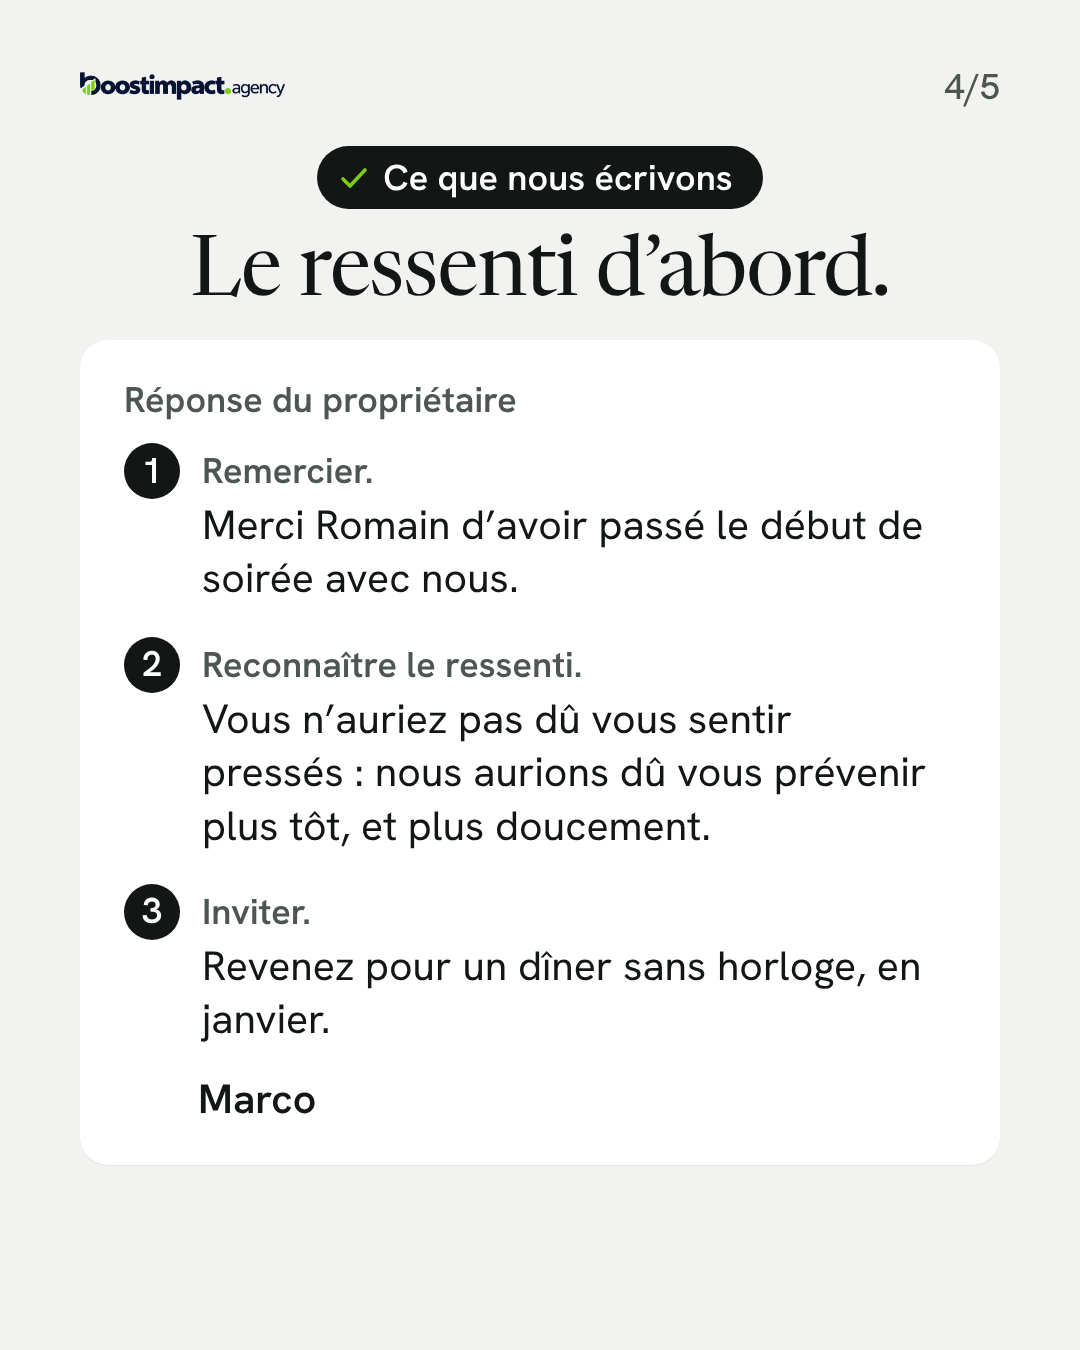 boostimpact.agency
4/5
Ce que nous écrivons
Le ressenti d’abord.
Réponse du propriétaire
1 Remercier.
Merci Romain d’avoir passé le début de
soirée avec nous.
2 Reconnaître le ressenti.
Vous n’auriez pas dû vous sentir
pressés : nous aurions dû vous prévenir
plus tôt, et plus doucement.
3 Inviter.
Revenez pour un dîner sans horloge, en
janvier.
Marco